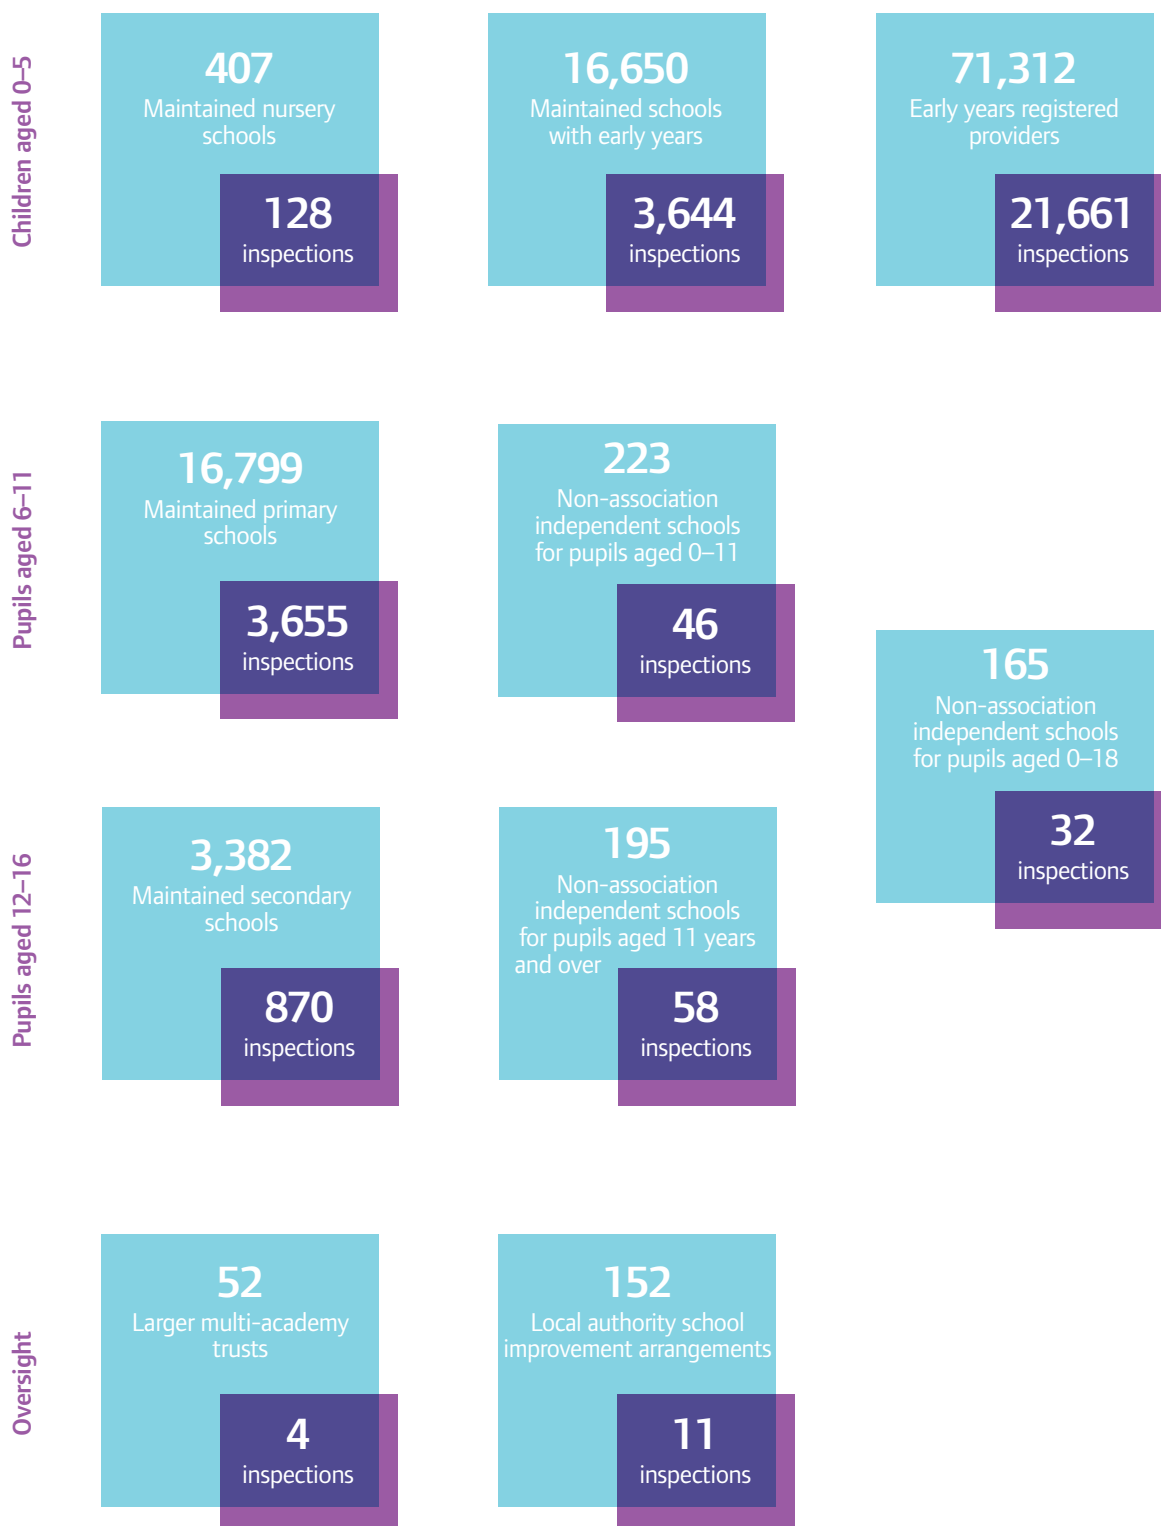 Children aged 0–5
407
Maintained nursery
schools
128
inspections
16,650
Maintained schools
with early years
3,644
inspections
71,312
Early years registered
providers
21,661
inspections
Pupils aged 6–11
16,799
Maintained primary
schools
3,655
inspections
223
Non-association
independent schools
for pupils aged 0–11
46
inspections
165
Non-association
independent schools
for pupils aged 0–18
32
inspections
Pupils aged 12–16
3,382
Maintained secondary
schools
870
inspections
195
Non-association
independent schools
for pupils aged 11 years
and over
58
inspections
Oversight
52
Larger multi-academy
trusts
4
inspections
152
Local authority school
improvement arrangements
11
inspections